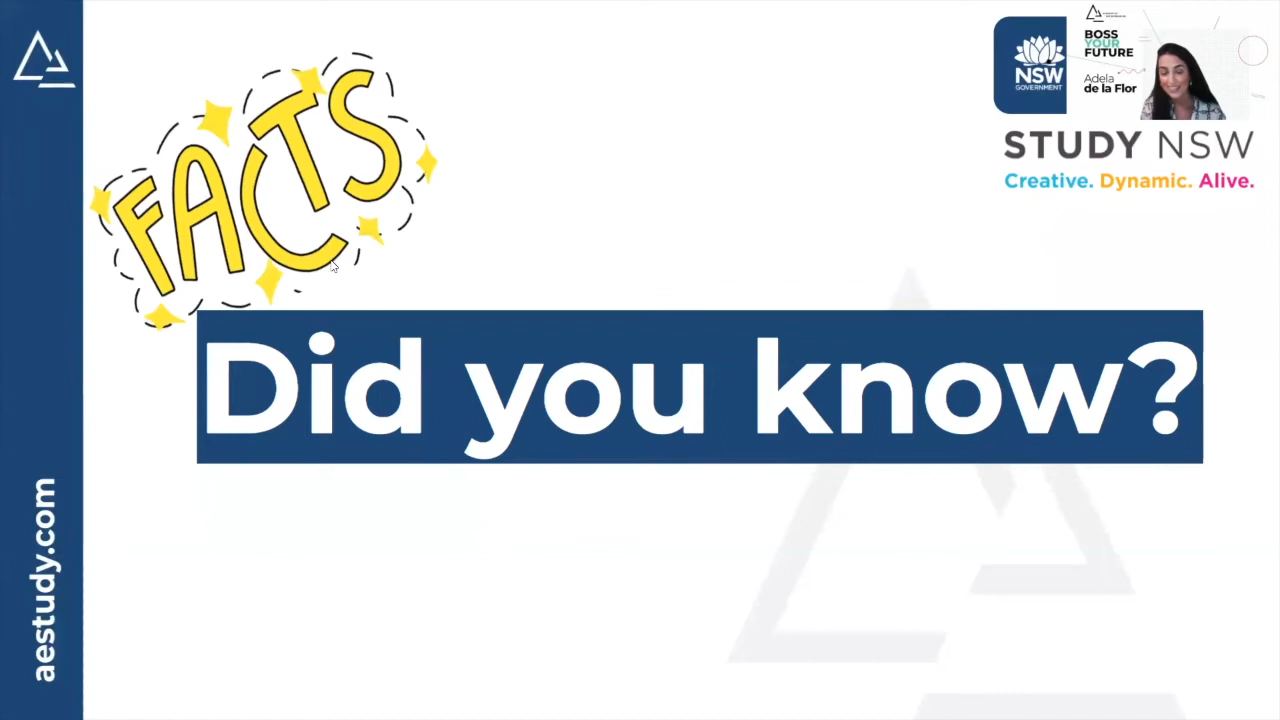 FACTS
NSW
GOVERNMENT
BOSS
YOUR
FUTURE
Adela
de la Flor
STUDY NSW
Creative. Dynamic. Alive.
Did you know?
aestudy.com